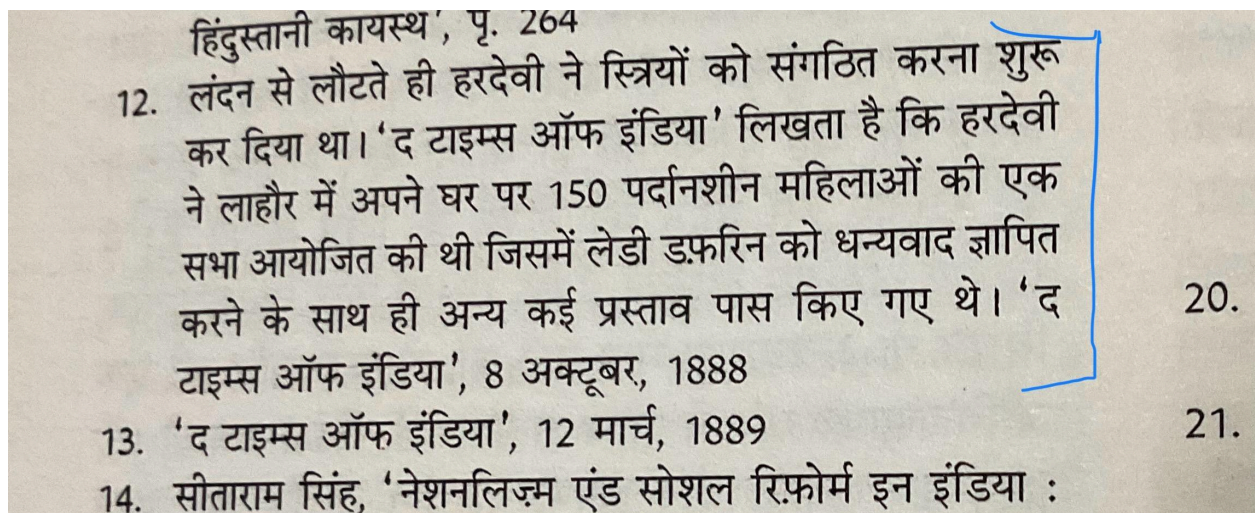 हिंदुस्तानी कायस्थ', पृ. 264
12. लंदन से लौटते ही हरदेवी ने स्त्रियों को संगठित करना शुरू
कर दिया था। 'द टाइम्स ऑफ इंडिया' लिखता है कि हरदेवी
ने लाहौर में अपने घर पर 150 पर्दानशीन महिलाओं की एक
सभा आयोजित की थी जिसमें लेडी डफ़रिन को धन्यवाद ज्ञापित
करने के साथ ही अन्य कई प्रस्ताव पास किए गए थे। 'द
टाइम्स ऑफ इंडिया', 8 अक्टूबर, 1888
13. 'द टाइम्स ऑफ इंडिया', 12 मार्च, 1889
14. सीताराम सिंह, 'नेशनलिज़्म एंड सोशल रिफ़ोर्म इन इंडिया :
20.
21.